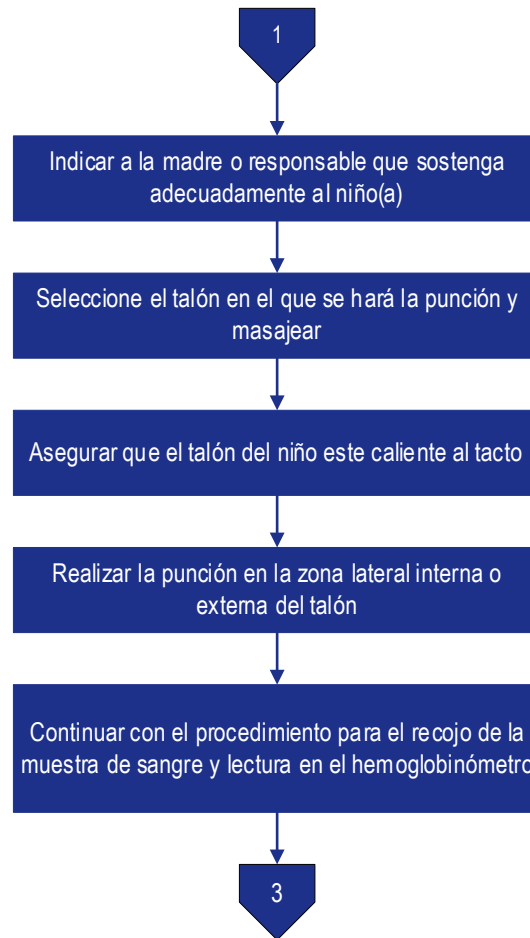 1
Indicar a la madre o responsable que sostenga
adecuadamente al niño(a)
Seleccione el talón en el que se hará la punción y
masajear
Asegurar que el talón del niño este caliente al tacto
Realizar la punción en la zona lateral interna o
externa del talón
Continuar con el procedimiento para el recojo de la
muestra de sangre y lectura en el hemoglobinómetro
3